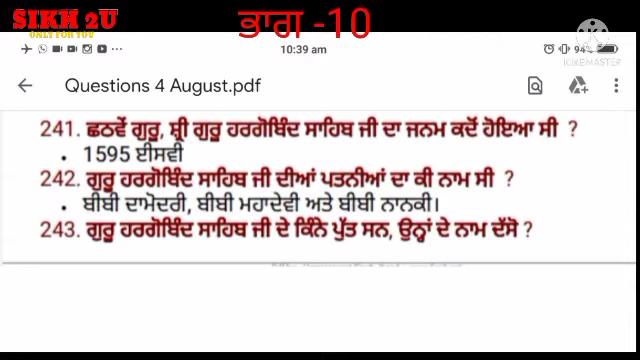 SIKH 2U
ONLY FOR YOU
ਭਾਗ -10
10:39 am
94%
KINEMASTER
Questions 4 August.pdf
241. ਛਠਵੇਂ ਗੁਰੂ, ਸ਼੍ਰੀ ਗੁਰੂ ਹਰਗੋਬਿੰਦ ਸਾਹਿਬ ਜੀ ਦਾ ਜਨਮ ਕਦੋਂ ਹੋਇਆ ਸੀ ?
• 1595 ਈਸਵੀ
242. ਗੁਰੂ ਹਰਗੋਬਿੰਦ ਸਾਹਿਬ ਜੀ ਦੀਆਂ ਪਤਨੀਆਂ ਦਾ ਕੀ ਨਾਮ ਸੀ ?
• ਬੀਬੀ ਦਾਮੋਦਰੀ, ਬੀਬੀ ਮਹਾਦੇਵੀ ਅਤੇ ਬੀਬੀ ਨਾਨਕੀ।
243. ਗੁਰੂ ਹਰਗੋਬਿੰਦ ਸਾਹਿਬ ਜੀ ਦੇ ਕਿੰਨੇ ਪੁੱਤ ਸਨ, ਉਨ੍ਹਾਂ ਦੇ ਨਾਮ ਦੱਸੋ ?